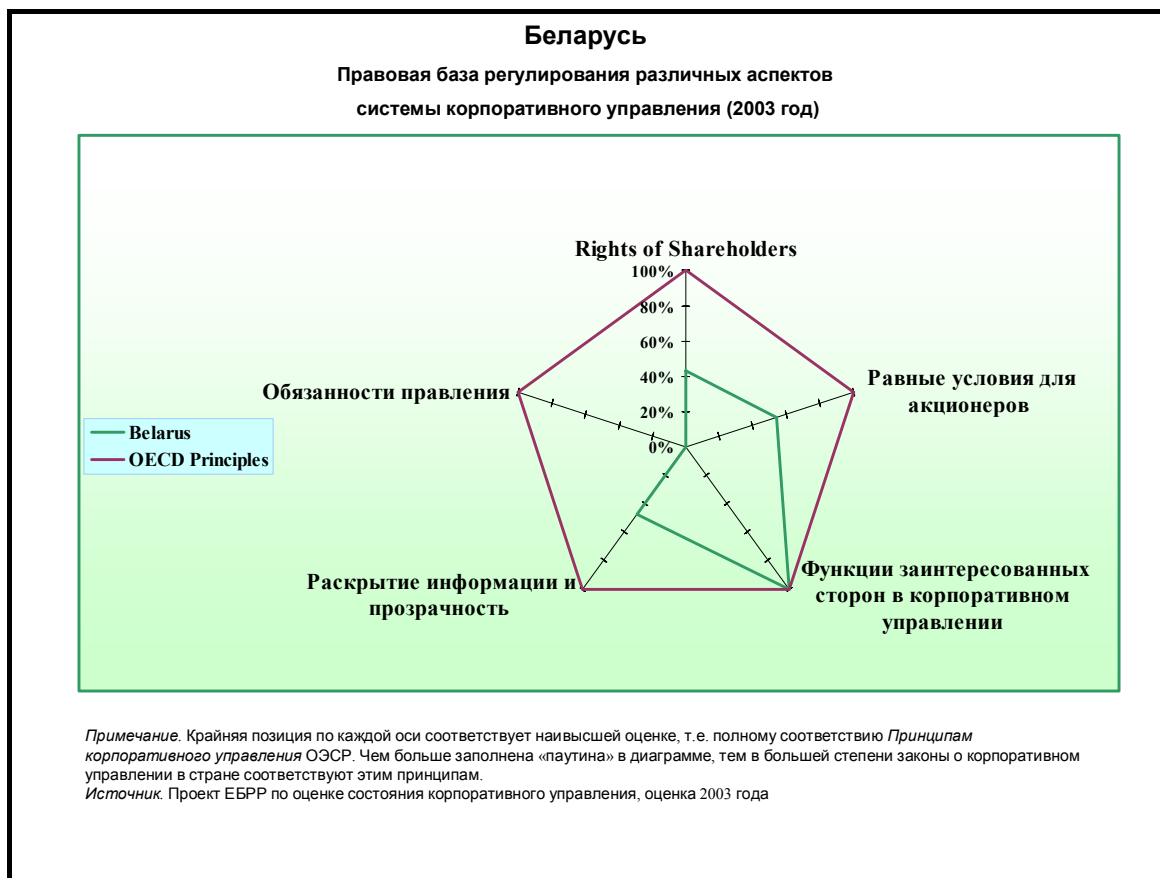 Беларусь
Правовая база регулирования различных аспектов
системы корпоративного управления (2003 год)
Rights of Shareholders
100%
80%
60%
40%
20%
0%
Равные условия для
акционеров
Обязанности правления
Belarus
OECD Principles
Функции заинтересованных
сторон в корпоративном
управлении
Раскрытие информации и
прозрачность
Примечание. Крайняя позиция по каждой оси соответствует наивысшей оценке, т.е. полному соответствию Принципам
корпоративного управления ОЭСР. Чем больше заполнена «паутина» в диаграмме, тем в большей степени законы о корпоративном
управлении в стране соответствуют этим принципам.
Источник. Проект ЕБРР по оценке состояния корпоративного управления, оценка 2003 года